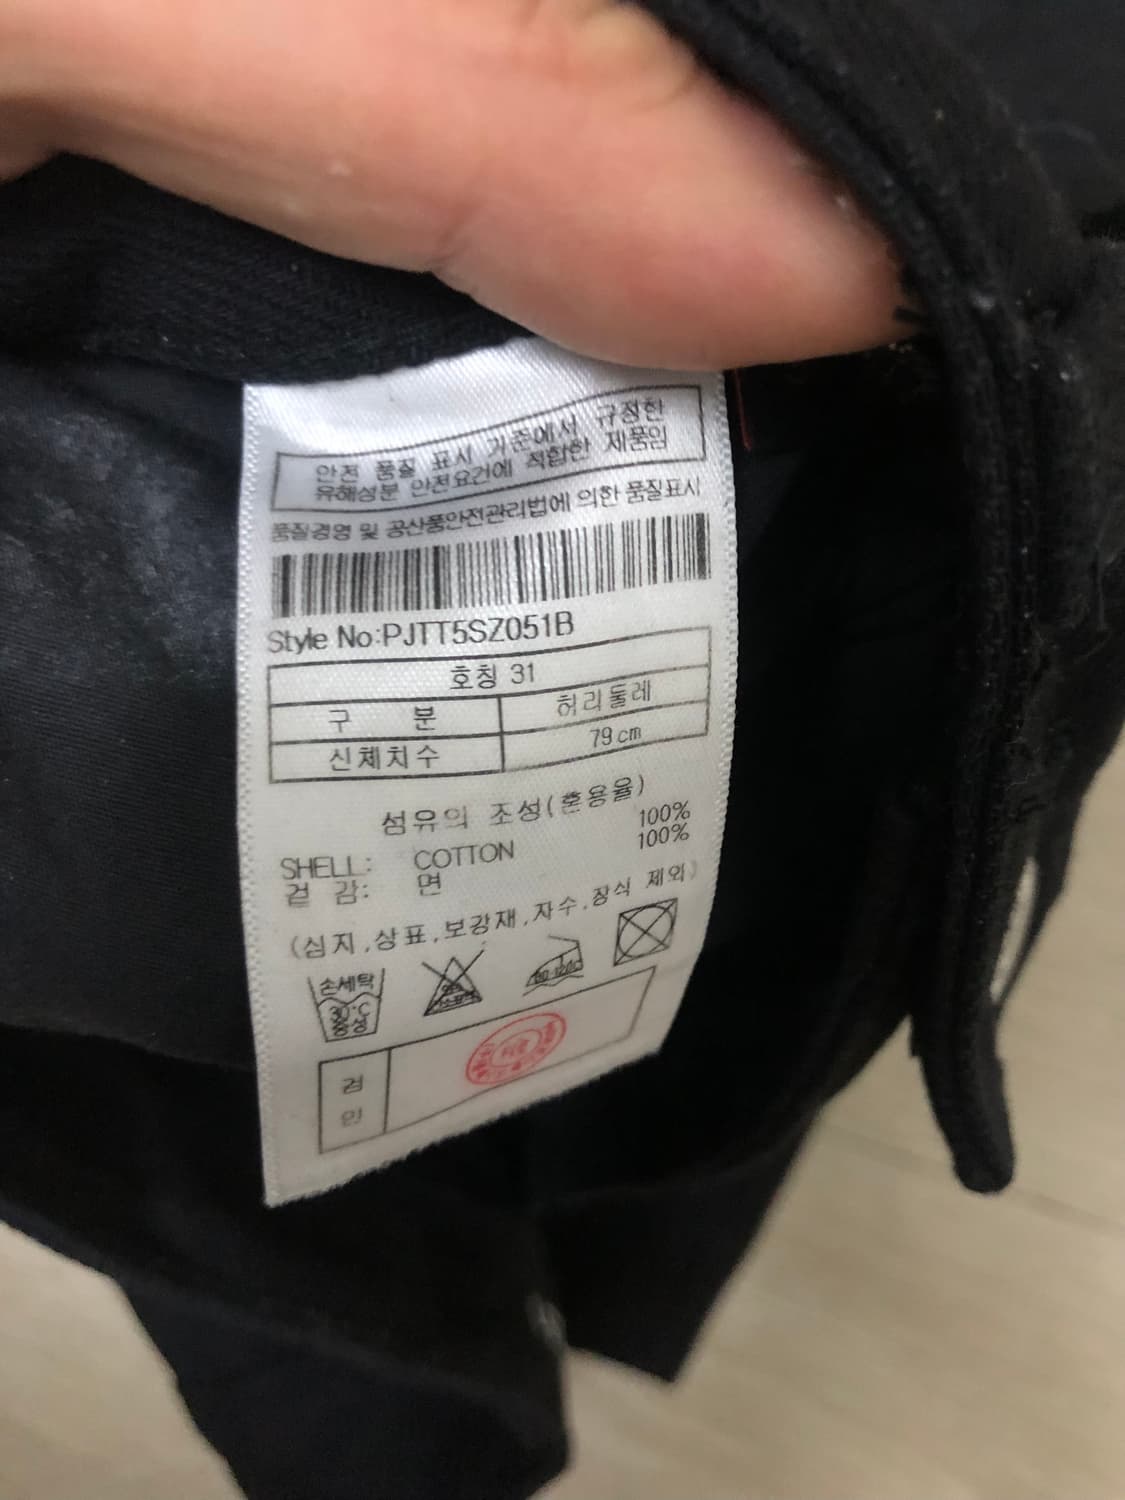 안전 품질 표시 기준에서 규정한
유해성분 안전요건에 적합한 제품임
품질경영 및 공산품안전관리법에 의한 품질표시
Style No:PJTT5SZ051B
호칭 31
구 분 허리둘레
신체치수 79cm
섬유의 조성(혼용율)
SHELL: COTTON 100%
겉 감: 면 100%
(심지,상표,보강재,자수,장식 제외)
손세탁
30°C
중성
검
인